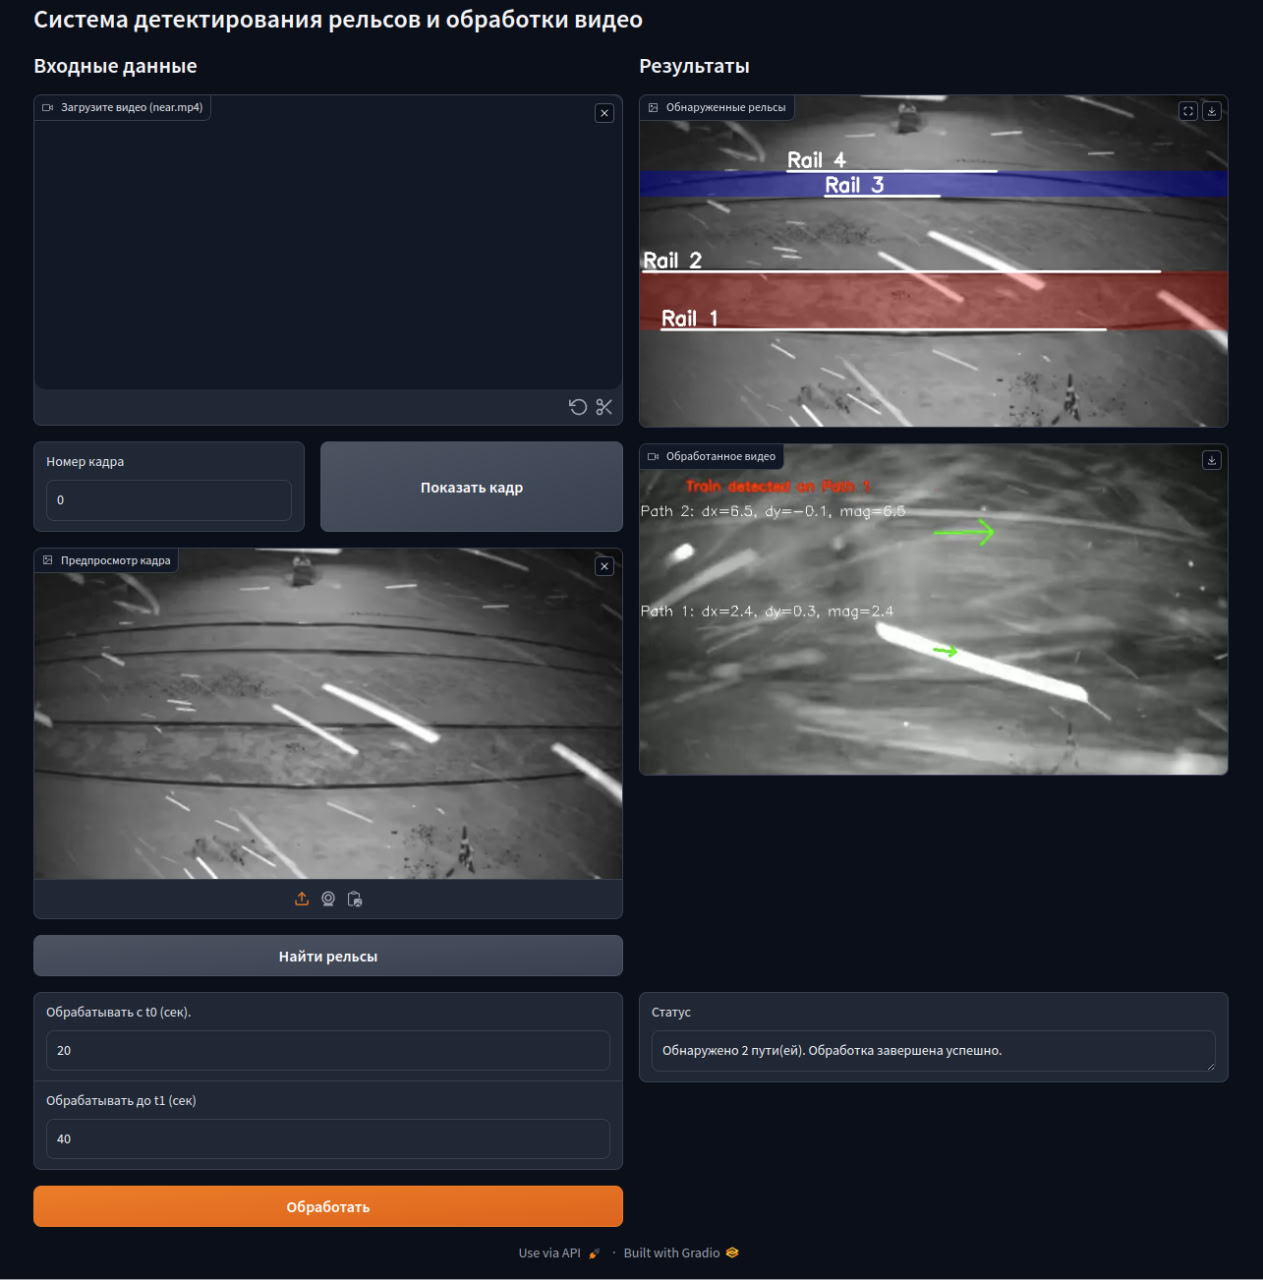 Система детектирования рельсов и обработки видео
Входные данные
Загрузите видео (near.mp4)
Номер кадра
0
Показать кадр
Предпросмотр кадра
Найти рельсы
Обрабатывать с t0 (сек).
20
Обрабатывать до t1 (сек)
40
Обработать
Результаты
Обнаруженные рельсы
Rail 4
Rail 3
Rail 2
Rail 1
Обработанное видео
Train detected on Path 1
Path 2: dx=6.5, dy=-0.1, mag=6.5
Path 1: dx=2.4, dy=0.3, mag=2.4
Статус
Обнаружено 2 пути(ей). Обработка завершена успешно.
Use via API · Built with Gradio